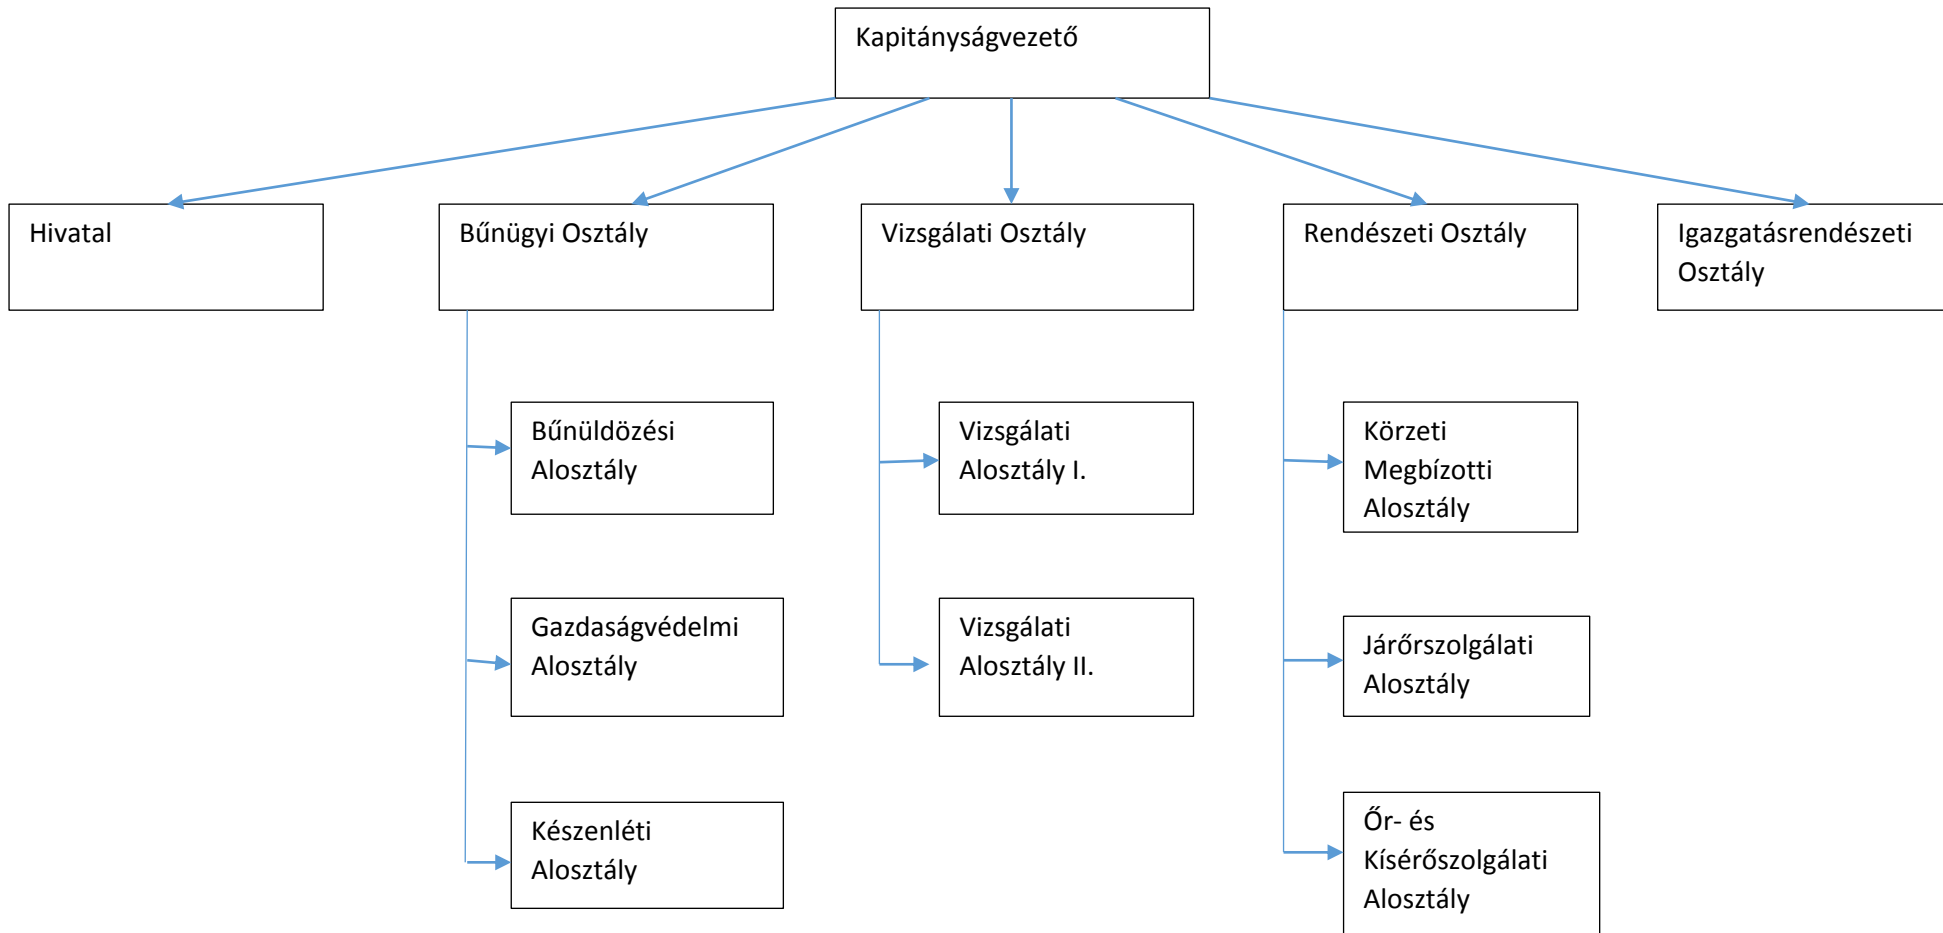 Kapitányságvezető
Hivatal
Bűnügyi Osztály
Vizsgálati Osztály
Rendészeti Osztály
Igazgatásrendészeti
Osztály
Bűnüldözési
Alosztály
Vizsgálati
Alosztály I.
Körzeti
Megbízotti
Alosztály
Gazdaságvédelmi
Alosztály
Vizsgálati
Alosztály II.
Járőrszolgálati
Alosztály
Készenléti
Alosztály
Őr- és
Kísérőszolgálati
Alosztály